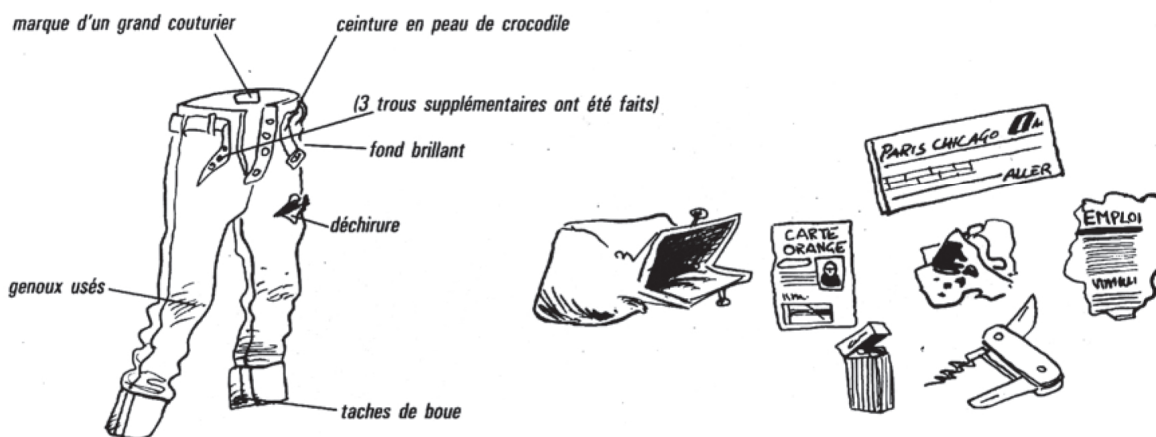 marque d'un grand couturier
ceinture en peau de crocodile
(3 trous supplémentaires ont été faits)
fond brillant
déchirure
genoux usés
taches de boue
PARIS CHICAGO
ALLER
CARTE
ORANGE
EMPLOI